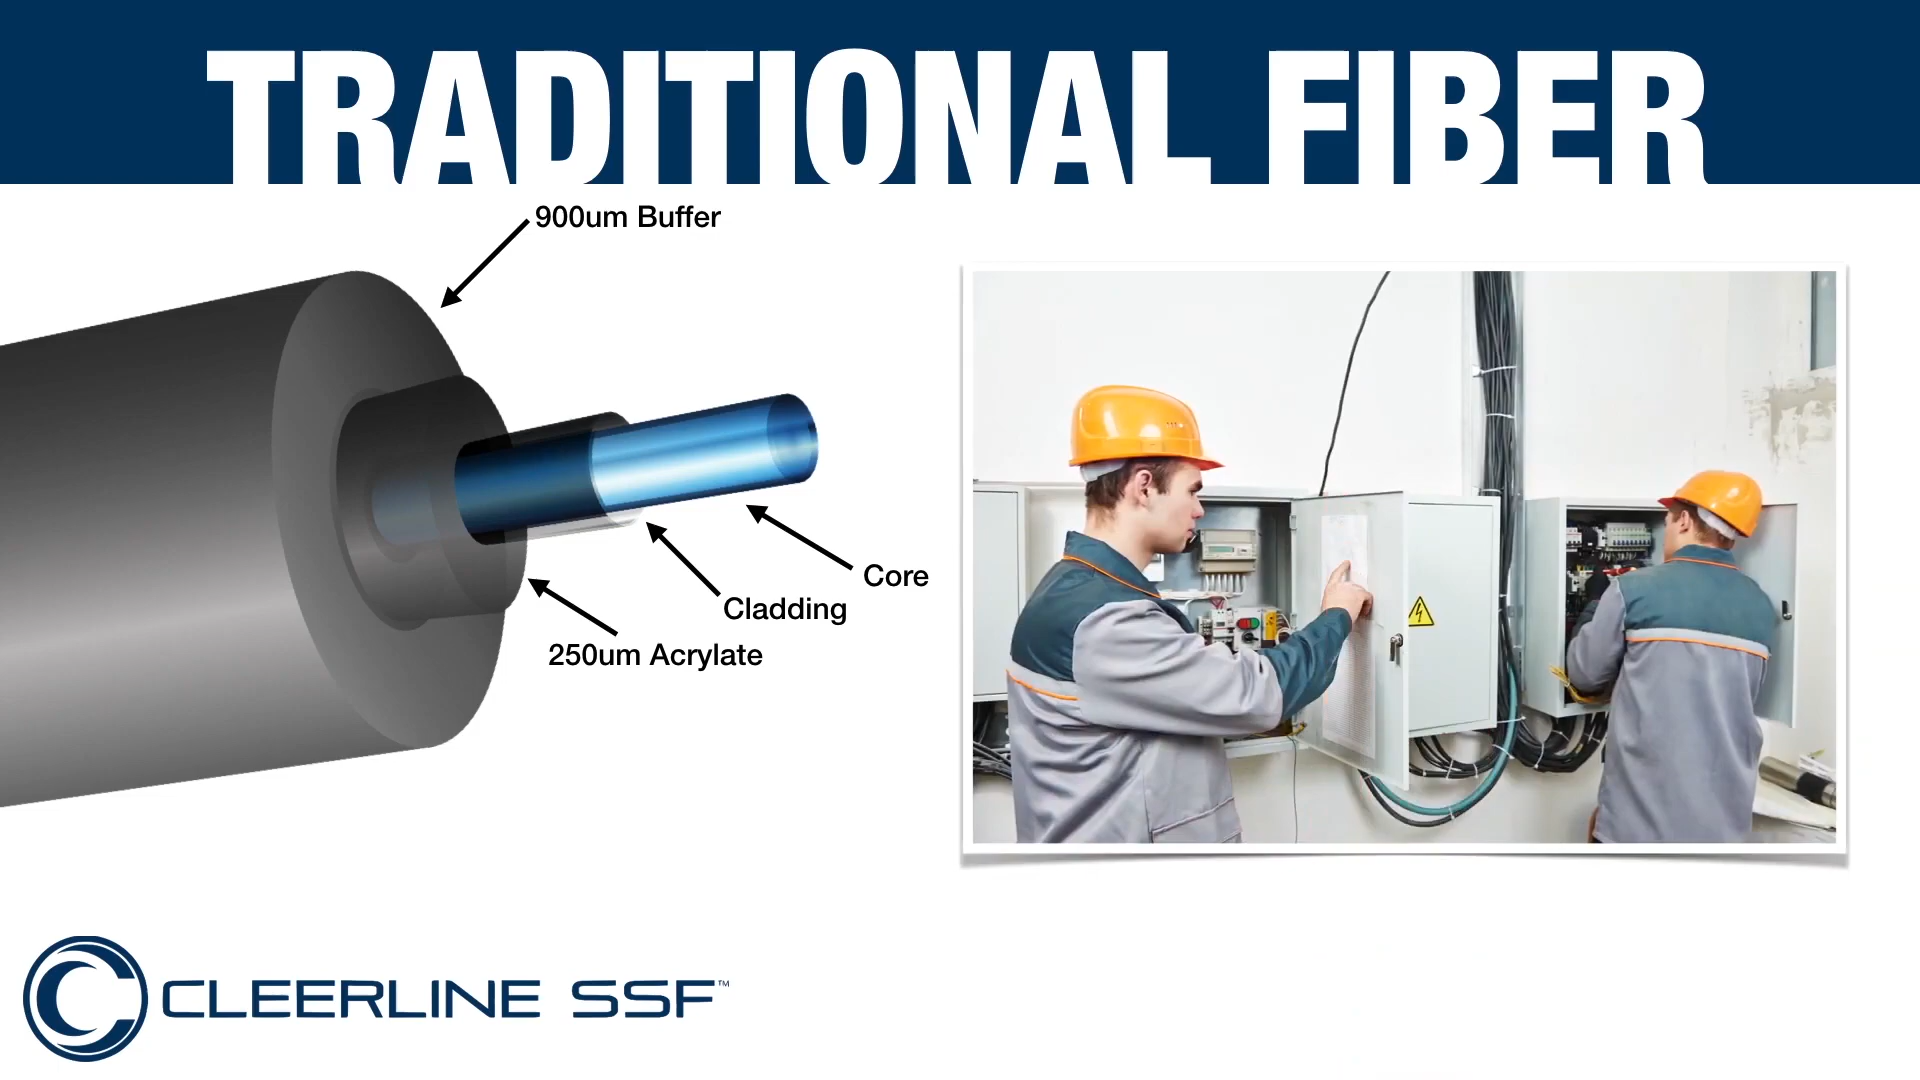 TRADITIONAL FIBER
900um Buffer
Core
Cladding
250um Acrylate
CLEERLINE SSF™